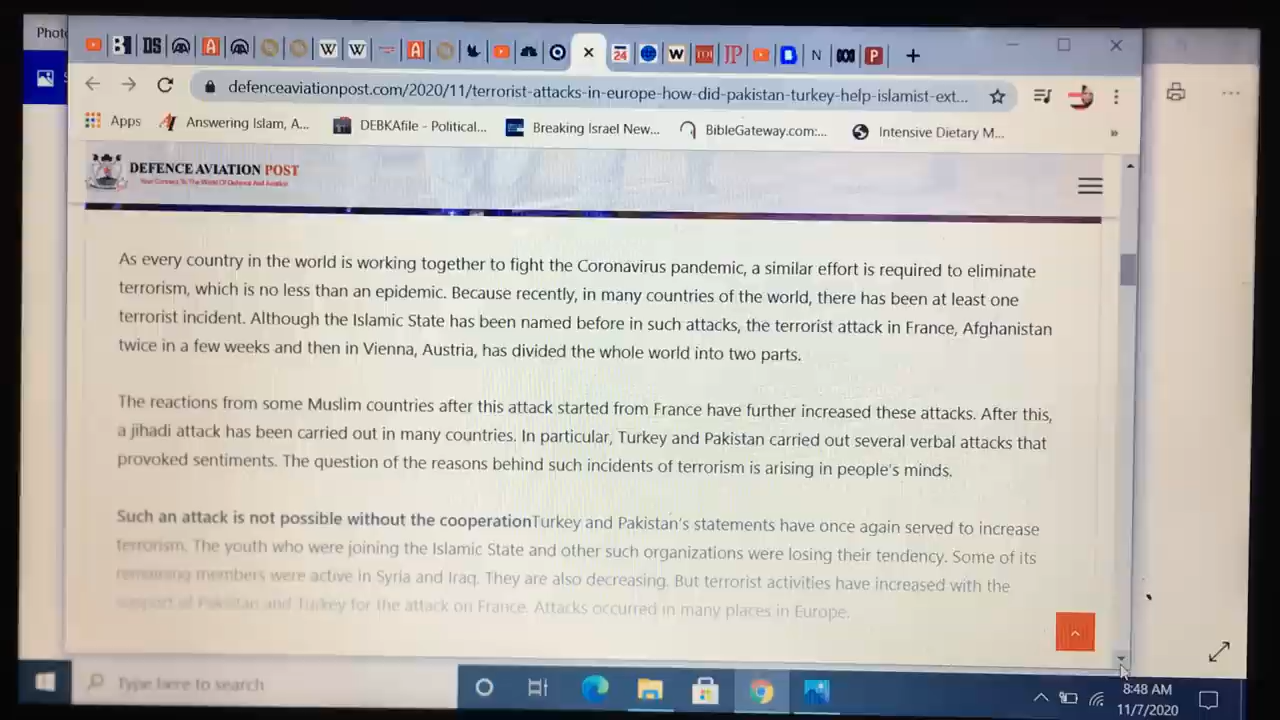 Photo
24
W
W
W
TOI
JP
N
P
defenceaviationpost.com/2020/11/terrorist-attacks-in-europe-how-did-pakistan-turkey-help-islamist-ext...
Apps
Answering Islam, A...
DEBKAfile - Political...
Breaking Israel New...
BibleGateway.com:...
Intensive Dietary M...
»
DEFENCE AVIATION POST
Your Connect To The World Of Defence And Aviation
As every country in the world is working together to fight the Coronavirus pandemic, a similar effort is required to eliminate
terrorism, which is no less than an epidemic. Because recently, in many countries of the world, there has been at least one
terrorist incident. Although the Islamic State has been named before in such attacks, the terrorist attack in France, Afghanistan
twice in a few weeks and then in Vienna, Austria, has divided the whole world into two parts.
The reactions from some Muslim countries after this attack started from France have further increased these attacks. After this,
a jihadi attack has been carried out in many countries. In particular, Turkey and Pakistan carried out several verbal attacks that
provoked sentiments. The question of the reasons behind such incidents of terrorism is arising in people's minds.
Such an attack is not possible without the cooperationTurkey and Pakistan's statements have once again served to increase
terrorism. The youth who were joining the Islamic State and other such organizations were losing their tendency. Some of its
remaining members were active in Syria and Iraq. They are also decreasing. But terrorist activities have increased with the
support of Pakistan and Turkey for the attack on France. Attacks occurred in many places in Europe.
Type here to search
8:48 AM
11/7/2020